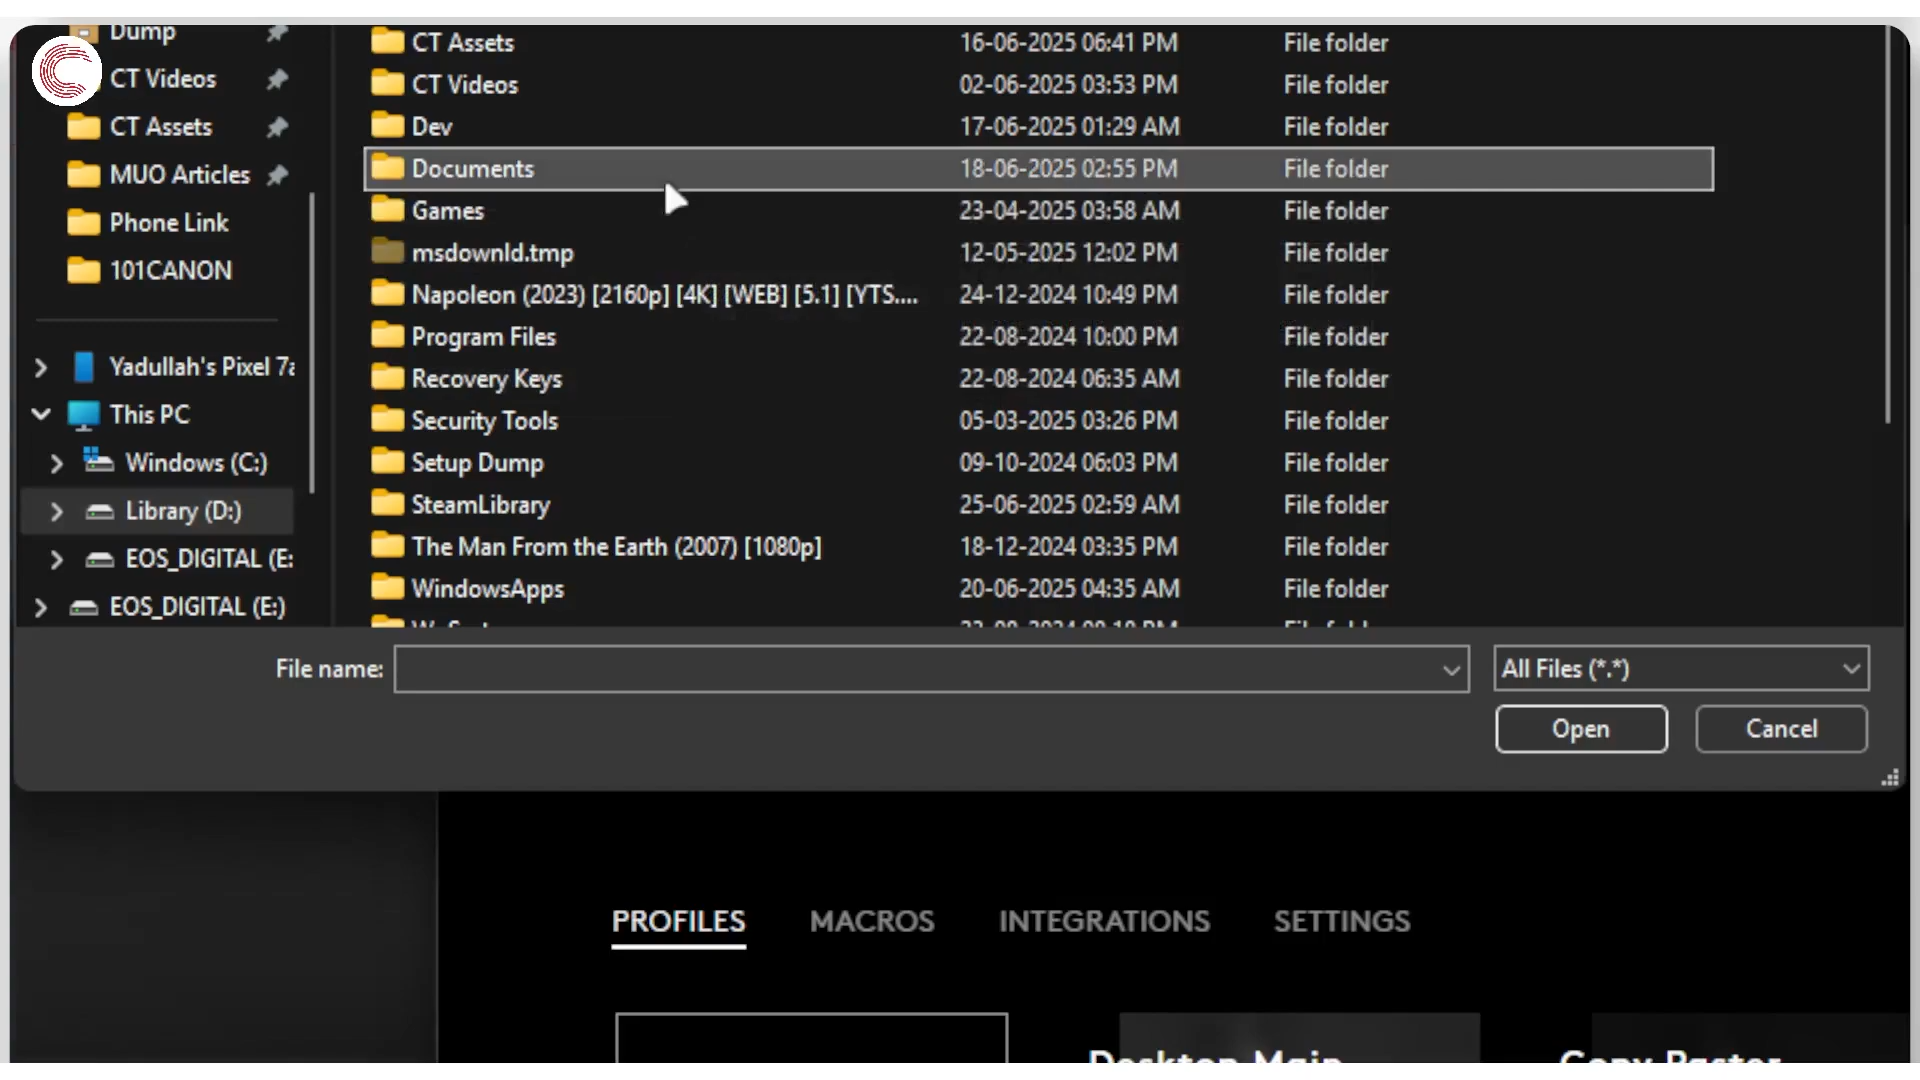 Dump
CT Videos
CT Assets
MUO Articles
Phone Link
101CANON
Yadullah's Pixel 7a
This PC
Windows (C:)
Library (D:)
EOS_DIGITAL (E:
EOS_DIGITAL (E:)
CT Assets 16-06-2025 06:41 PM File folder
CT Videos 02-06-2025 03:53 PM File folder
Dev 17-06-2025 01:29 AM File folder
Documents 18-06-2025 02:55 PM File folder
Games 23-04-2025 03:58 AM File folder
msdownld.tmp 12-05-2025 12:02 PM File folder
Napoleon (2023) [2160p] [4K] [WEB] [5.1] [YTS.... 24-12-2024 10:49 PM File folder
Program Files 22-08-2024 10:00 PM File folder
Recovery Keys 22-08-2024 06:35 AM File folder
Security Tools 05-03-2025 03:26 PM File folder
Setup Dump 09-10-2024 06:03 PM File folder
SteamLibrary 25-06-2025 02:59 AM File folder
The Man From the Earth (2007) [1080p] 18-12-2024 03:35 PM File folder
WindowsApps 20-06-2025 04:35 AM File folder
File name:
All Files (*.*)
Open Cancel
PROFILES MACROS INTEGRATIONS SETTINGS
Desktop Main Copy Paster